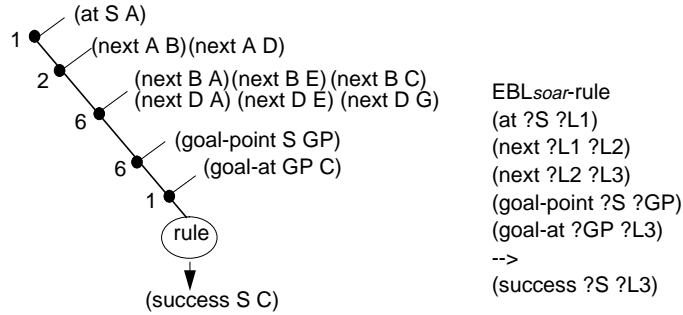 (at S A)
1
(next A B)(next A D)
2
(next B A)(next B E)(next B C)
(next D A) (next D E) (next D G)
6
(goal-point S GP)
6
(goal-at GP C)
1
rule
(success S C)
EBLsoar-rule
(at ?S ?L1)
(next ?L1 ?L2)
(next ?L2 ?L3)
(goal-point ?S ?GP)
(goal-at ?GP ?L3)
-->
(success ?S ?L3)